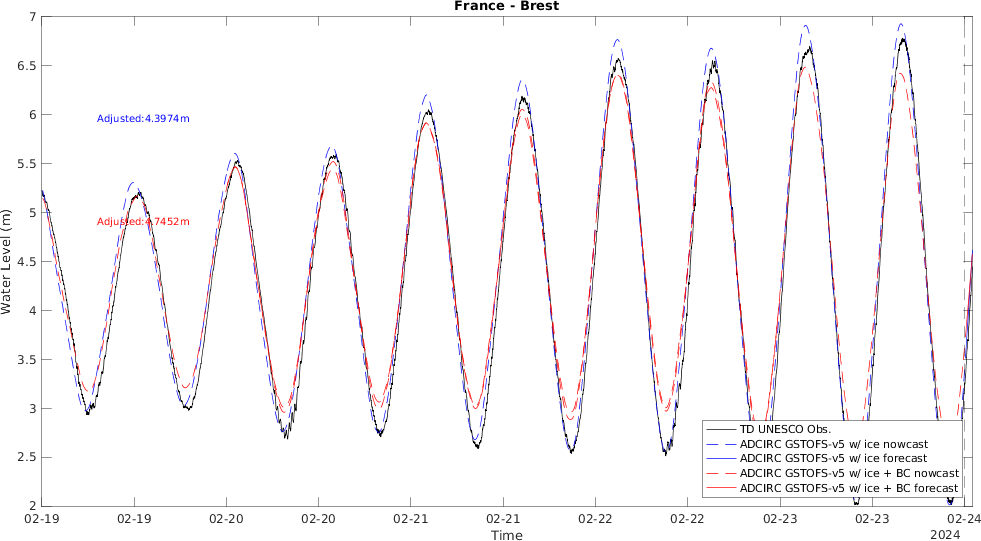 France - Brest
7
6.5
6
5.5
5
4.5
4
3.5
3
2.5
2
Water Level (m)
Adjusted:4.3974m
Adjusted:4.7452m
TD UNESCO Obs.
ADCIRC GSTOFS-v5 w/ ice nowcast
ADCIRC GSTOFS-v5 w/ ice forecast
ADCIRC GSTOFS-v5 w/ ice + BC nowcast
ADCIRC GSTOFS-v5 w/ ice + BC forecast
02-19 02-19 02-20 02-20 02-21 02-21 02-22 02-22 02-23 02-23 02-24
Time
2024